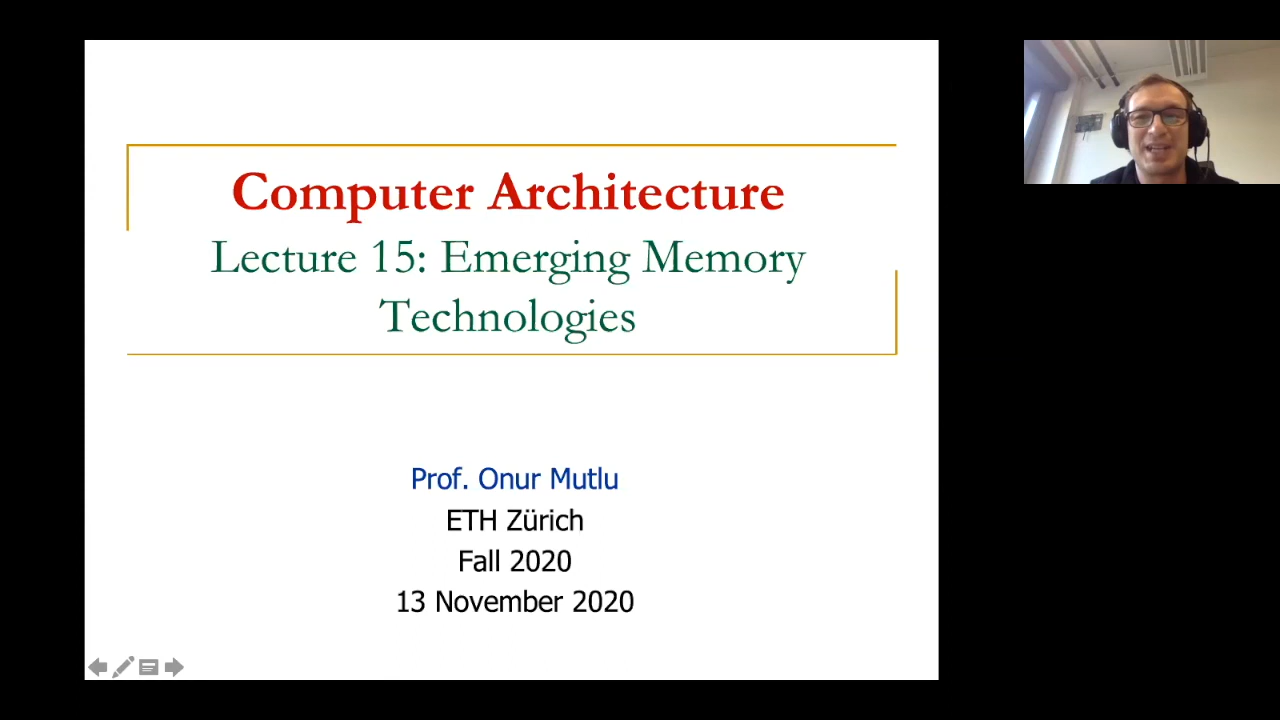 Computer Architecture
Lecture 15: Emerging Memory
Technologies
Prof. Onur Mutlu
ETH Zürich
Fall 2020
13 November 2020